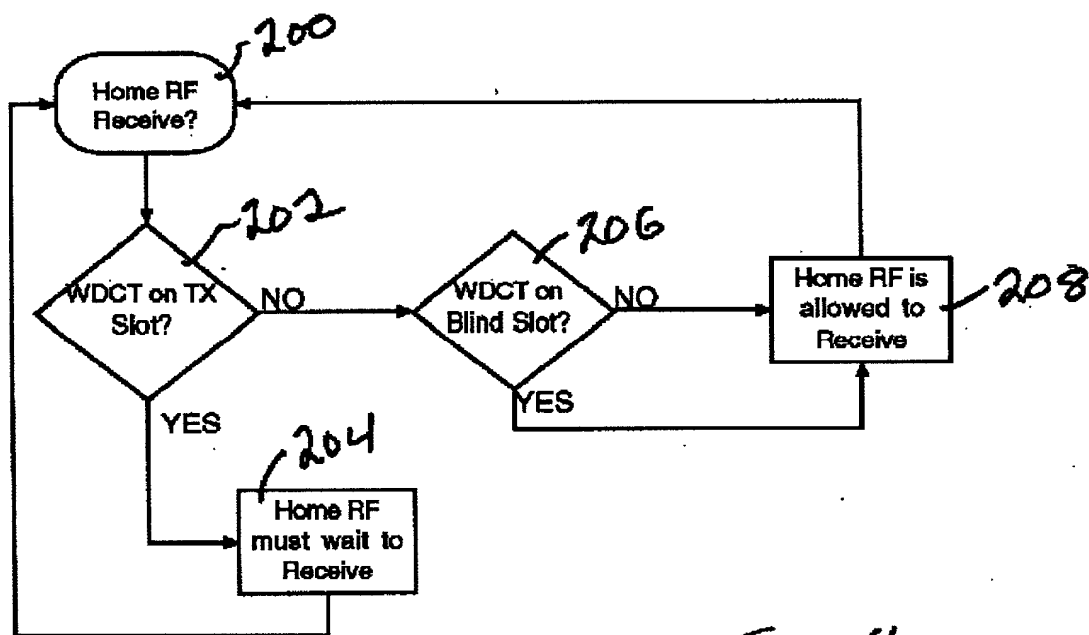 200
Home RF
Receive?
202
WDCT on TX
Slot?
NO
206
WDCT on
Blind Slot?
NO
Home RF is
allowed to
Receive
208
YES
YES
204
Home RF
must wait to
Receive